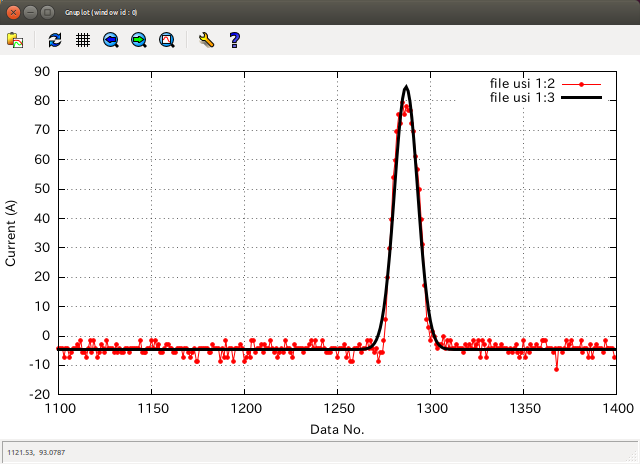 Gnuplot (window id : 0)
file usi 1:2
file usi 1:3
90
80
70
60
50
40
30
20
10
0
-10
-20
Current (A)
1100 1150 1200 1250 1300 1350 1400
Data No.
1121.53, 93.0787